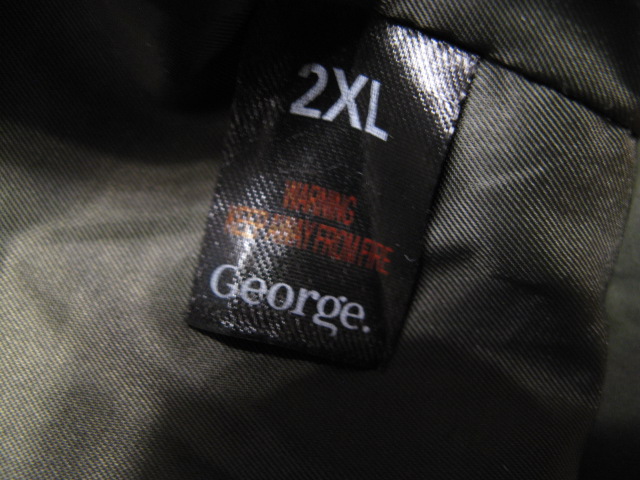 2XL
WARNING
KEEP AWAY FROM FIRE
George.